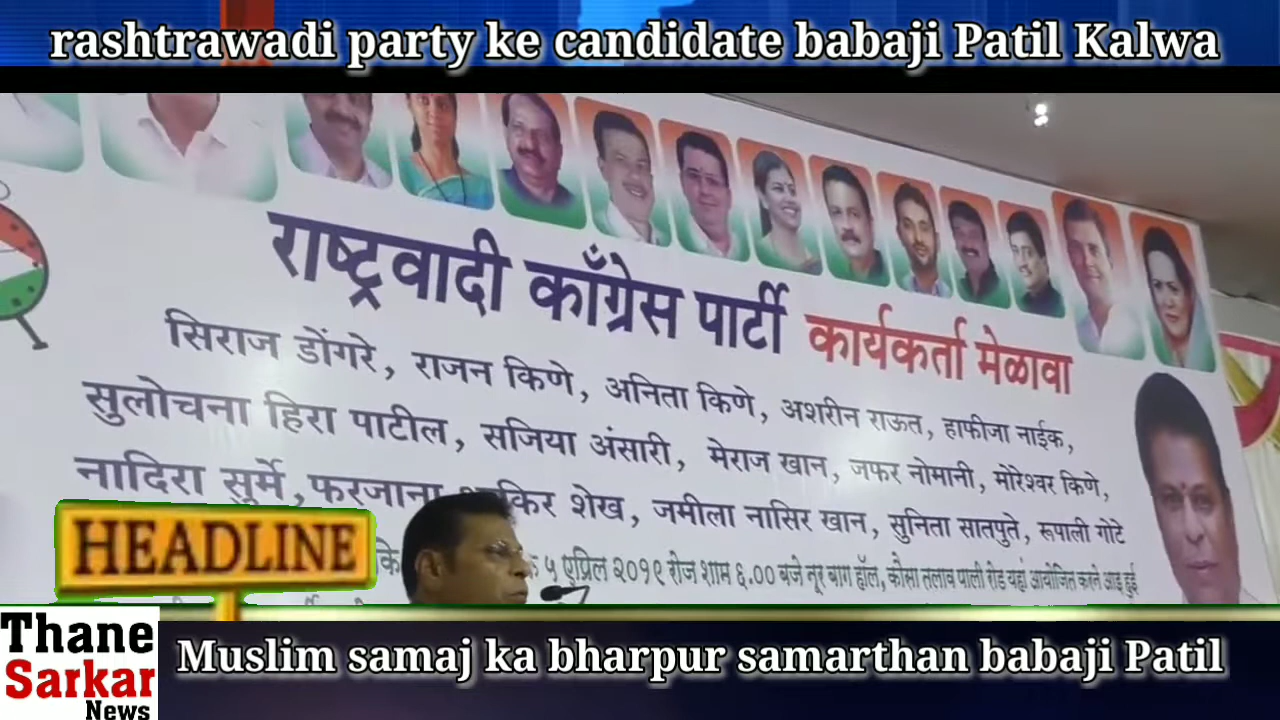 rashtrawadi party ke candidate babaji Patil Kalwa
राष्ट्रवादी काँग्रेस पार्टी कार्यकर्ता मेळावा
सिराज डोंगरे, राजन किणे, अनिता किणे, अशरीन राऊत, हाफीजा नाईक,
सुलोचना हिरा पाटील, सजिया अंसारी, मेराज खान, जफर नोमानी, मोरेश्वर किणे,
नादिरा सुर्मे, फरजाना शेख, जमीला नासिर खान, सुनिता सातपुते, रूपाली गोटे
५ एप्रिल २०१९ रोज शाम ६.00 बजे नूर बाग हॉल, कौसा तलाव पाली रोड यहां आयोजित करने आइ हुई
HEADLINE
Thane
Sarkar
News
Muslim samaj ka bharpur samarthan babaji Patil